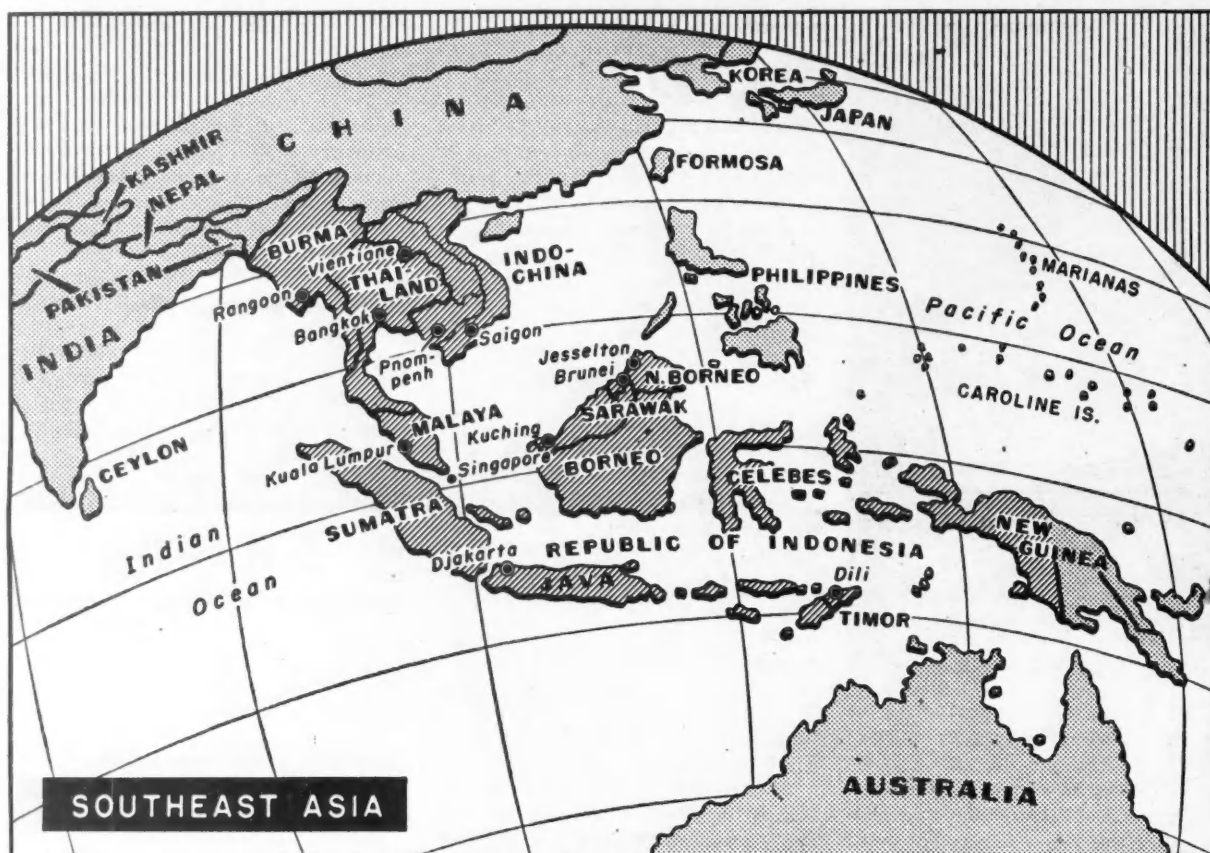 KOREA
JAPAN
CHINA
KASHMIR
NEPAL
FORMOSA
BURMA
Vientiane
INDO-
CHINA
THAI-
LAND
PHILIPPINES
MARIANAS
PAKISTAN
Rangoon
Bangkok
Saigon
Pacific
Ocean
INDIA
Pnom-
penh
Jesselton
Brunei
N. BORNEO
CAROLINE IS.
SARAWAK
MALAYA
Kuching
CEYLON
Kuala Lumpur
Singapore
BORNEO
CELEBES
SUMATRA
NEW
GUINEA
Indian
Ocean
REPUBLIC OF INDONESIA
Djakarta
JAVA
Dili
TIMOR
AUSTRALIA
SOUTHEAST ASIA